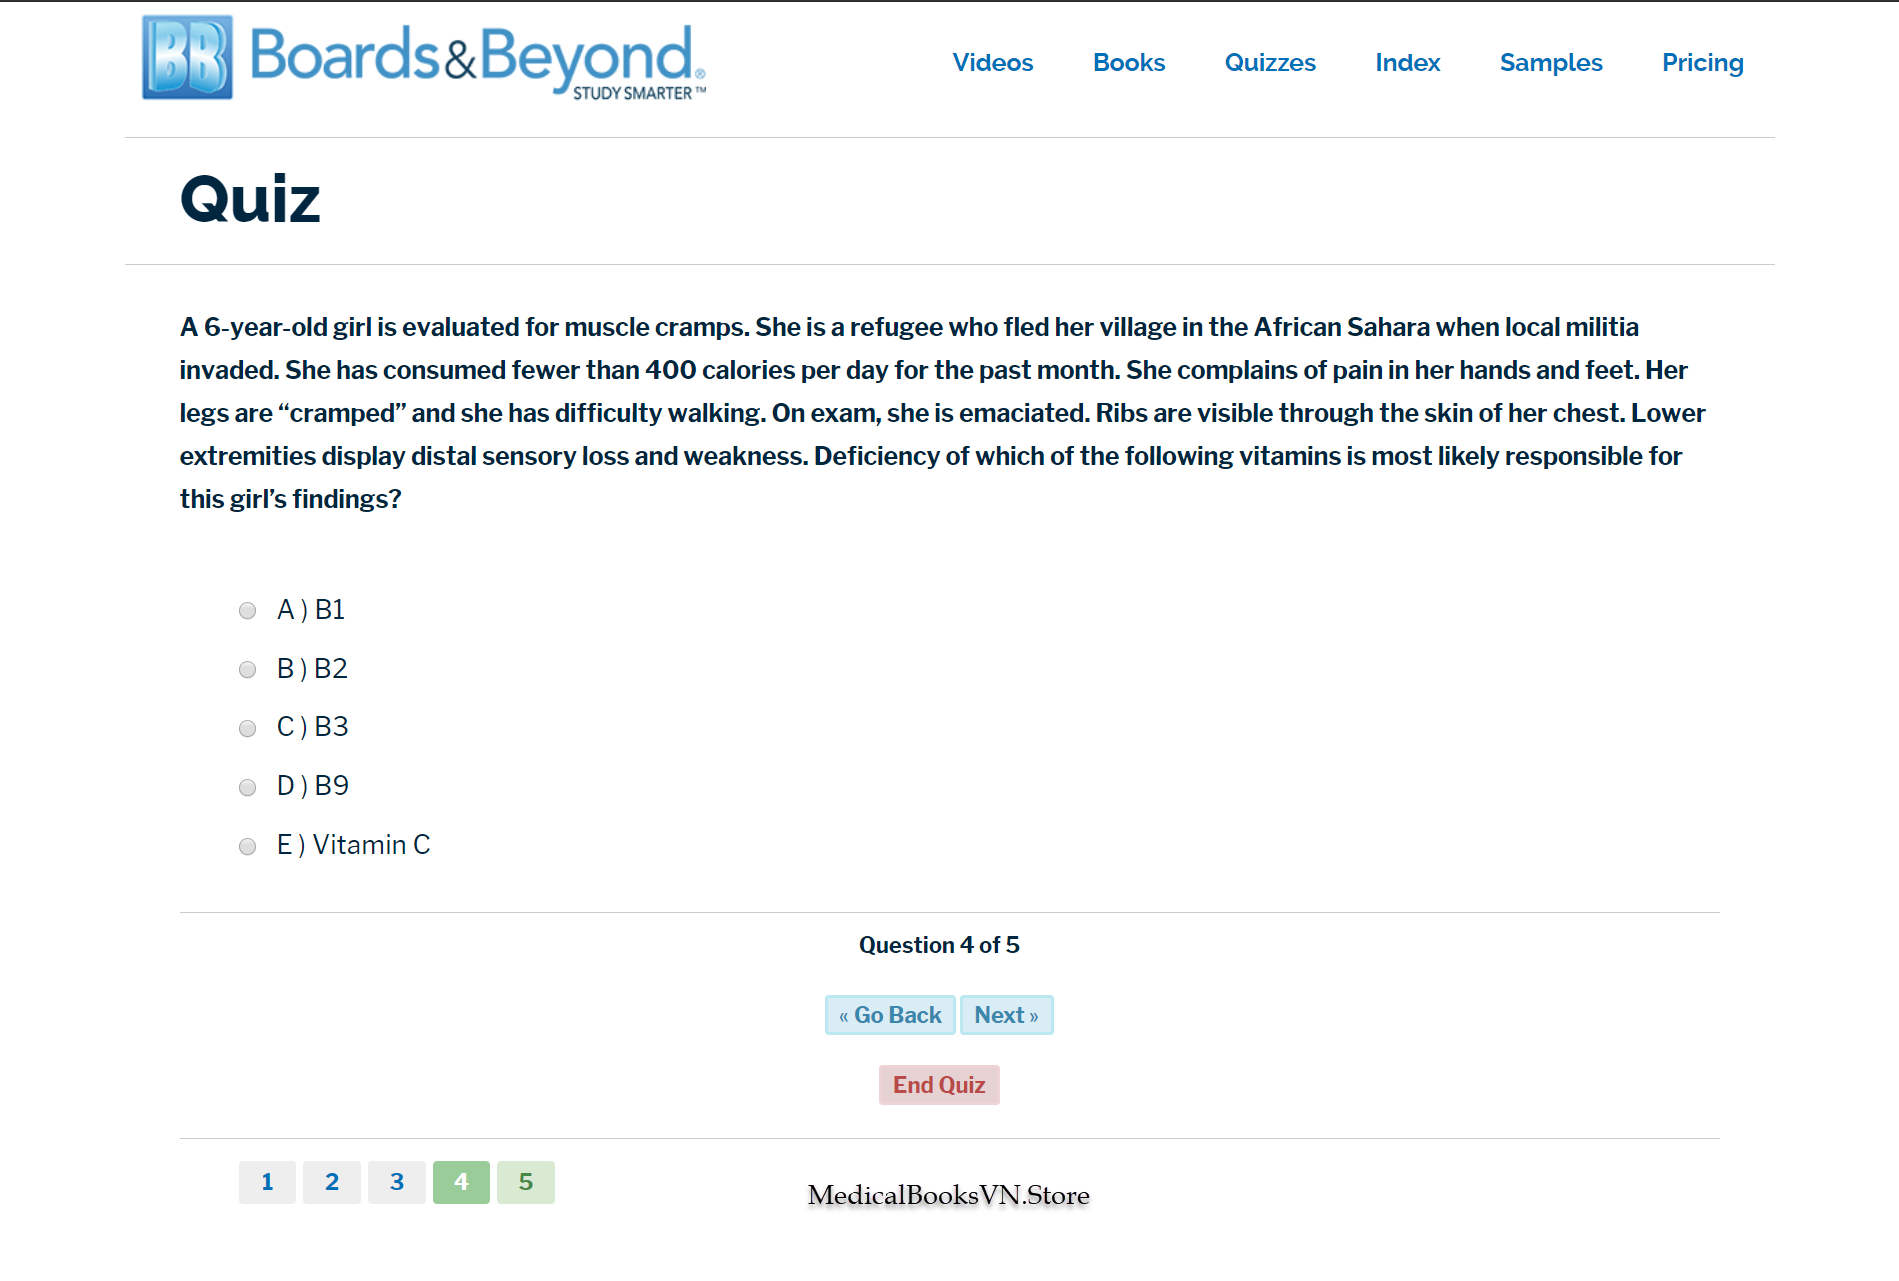 BB Boards&Beyond®
STUDY SMARTER™
Videos Books Quizzes Index Samples Pricing
Quiz
A 6-year-old girl is evaluated for muscle cramps. She is a refugee who fled her village in the African Sahara when local militia
invaded. She has consumed fewer than 400 calories per day for the past month. She complains of pain in her hands and feet. Her
legs are “cramped” and she has difficulty walking. On exam, she is emaciated. Ribs are visible through the skin of her chest. Lower
extremities display distal sensory loss and weakness. Deficiency of which of the following vitamins is most likely responsible for
this girl’s findings?
A ) B1
B ) B2
C ) B3
D ) B9
E ) Vitamin C
Question 4 of 5
« Go Back Next »
End Quiz
1 2 3 4 5
MedicalBooksVN.Store